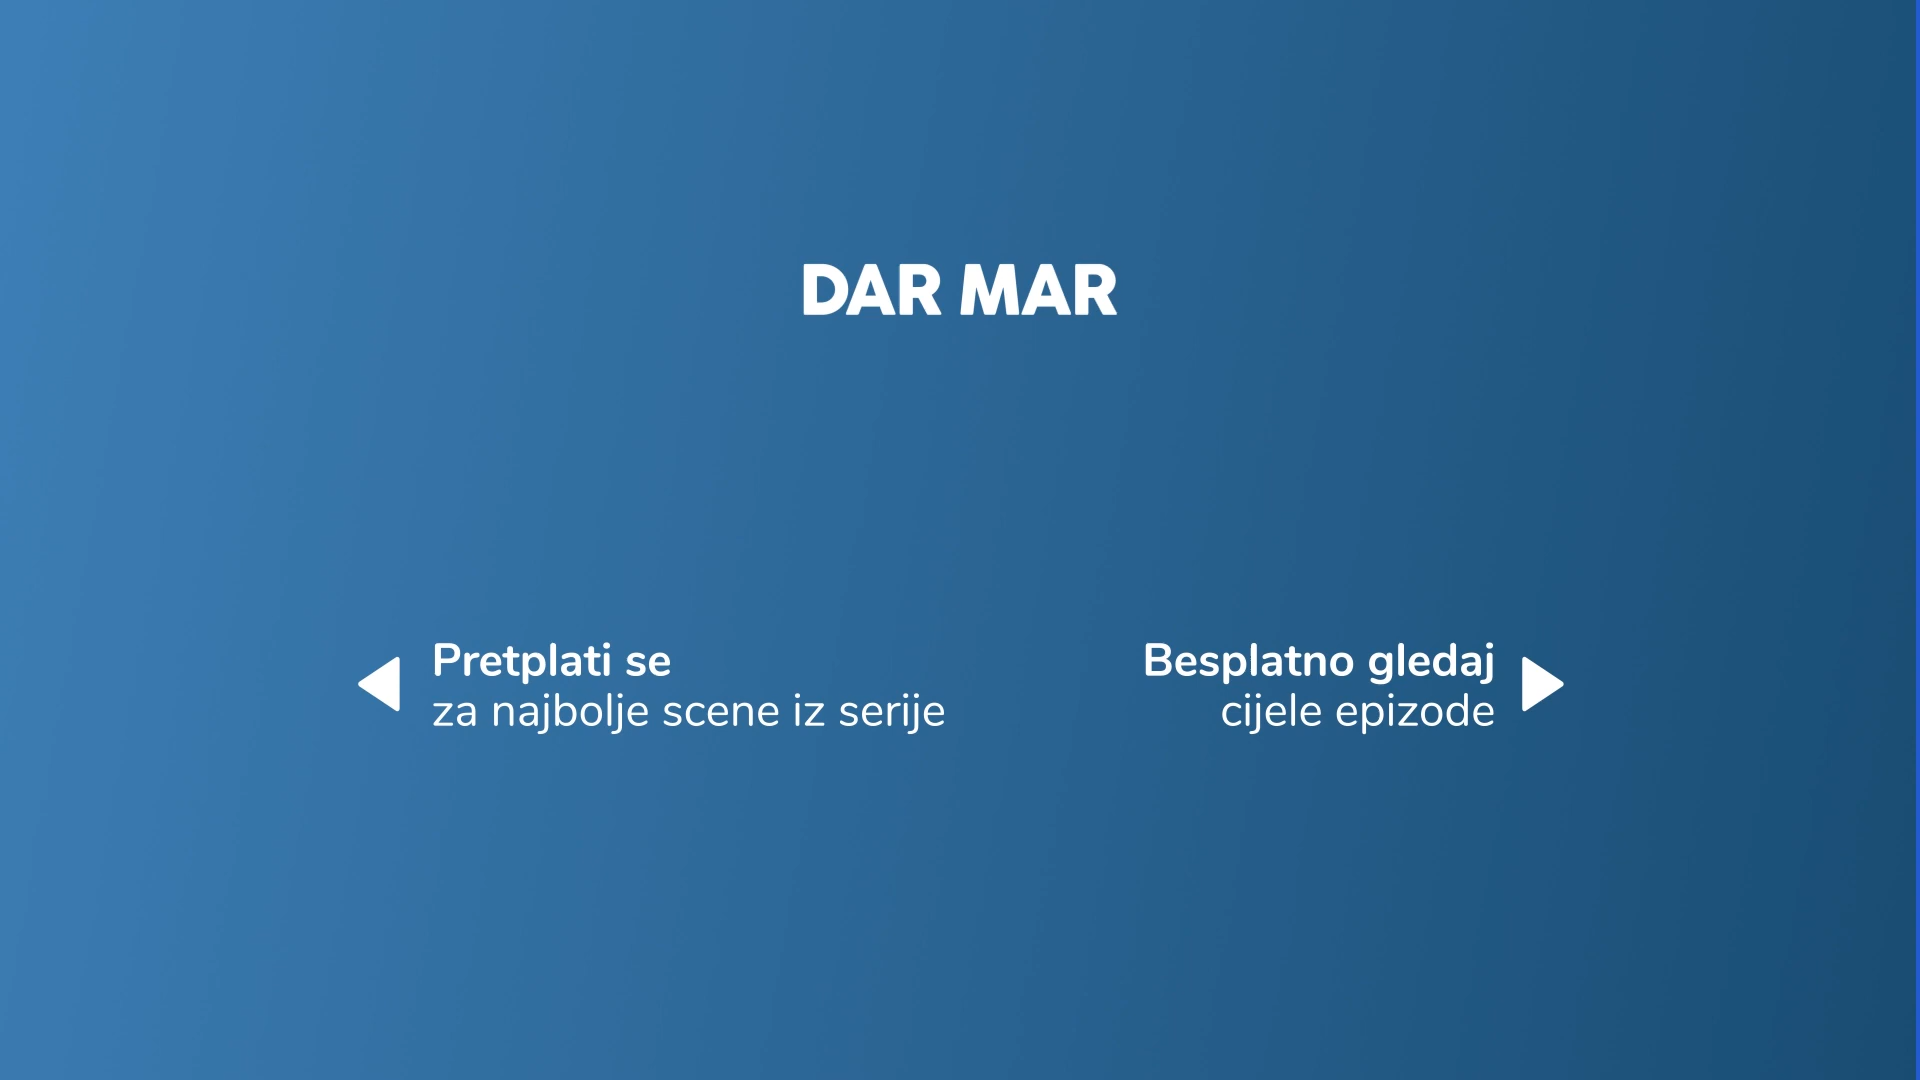 DAR MAR
Pretplati se
za najbolje scene iz serije
Besplatno gledaj
cijele epizode